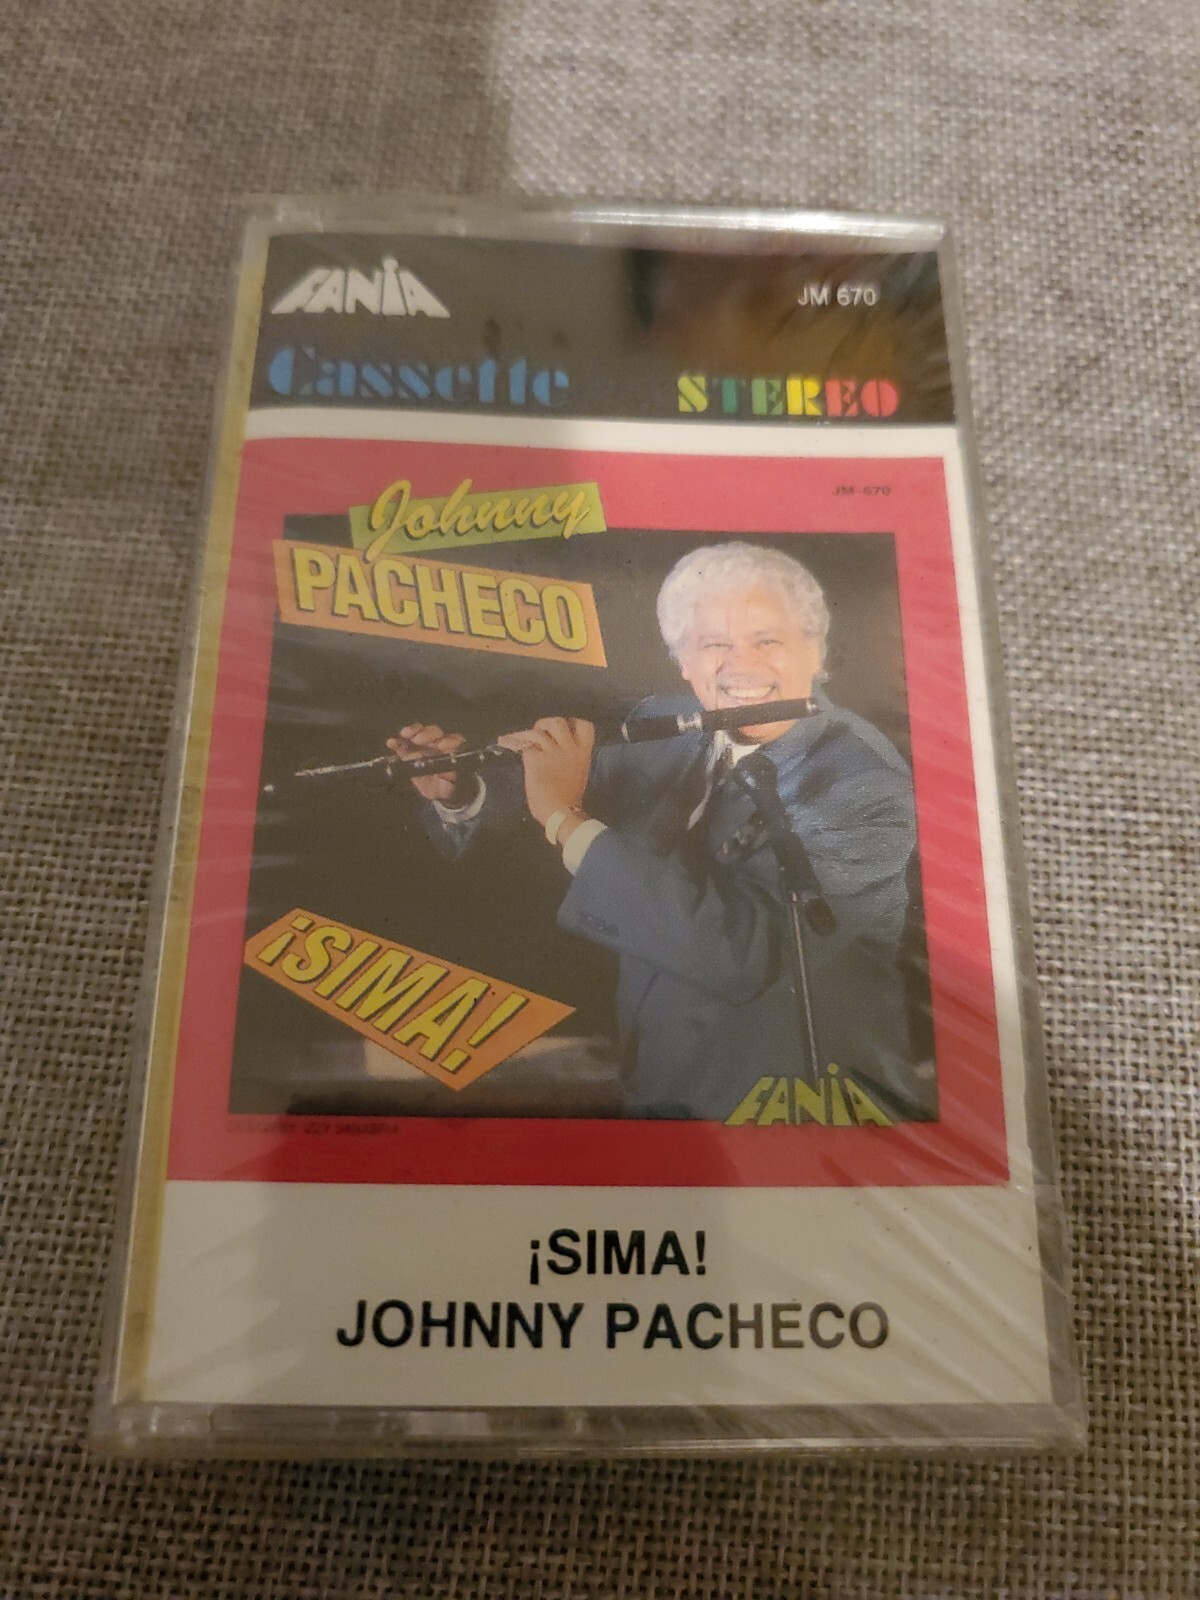 FANIA
JM 670
Cassette
STEREO
JM-670
Johnny
PACHECO
¡SIMA!
FANIA
¡SIMA!
JOHNNY PACHECO